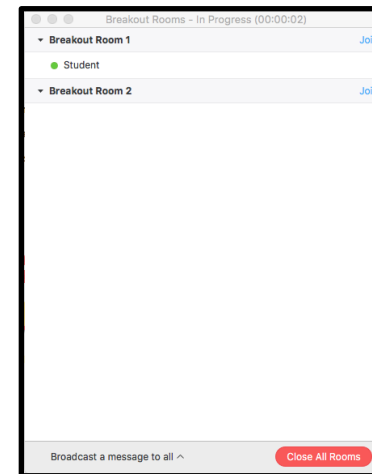 Breakout Rooms - In Progress (00:00:02)
Breakout Room 1 Joi
Student
Breakout Room 2 Joi
Broadcast a message to all ^ Close All Rooms